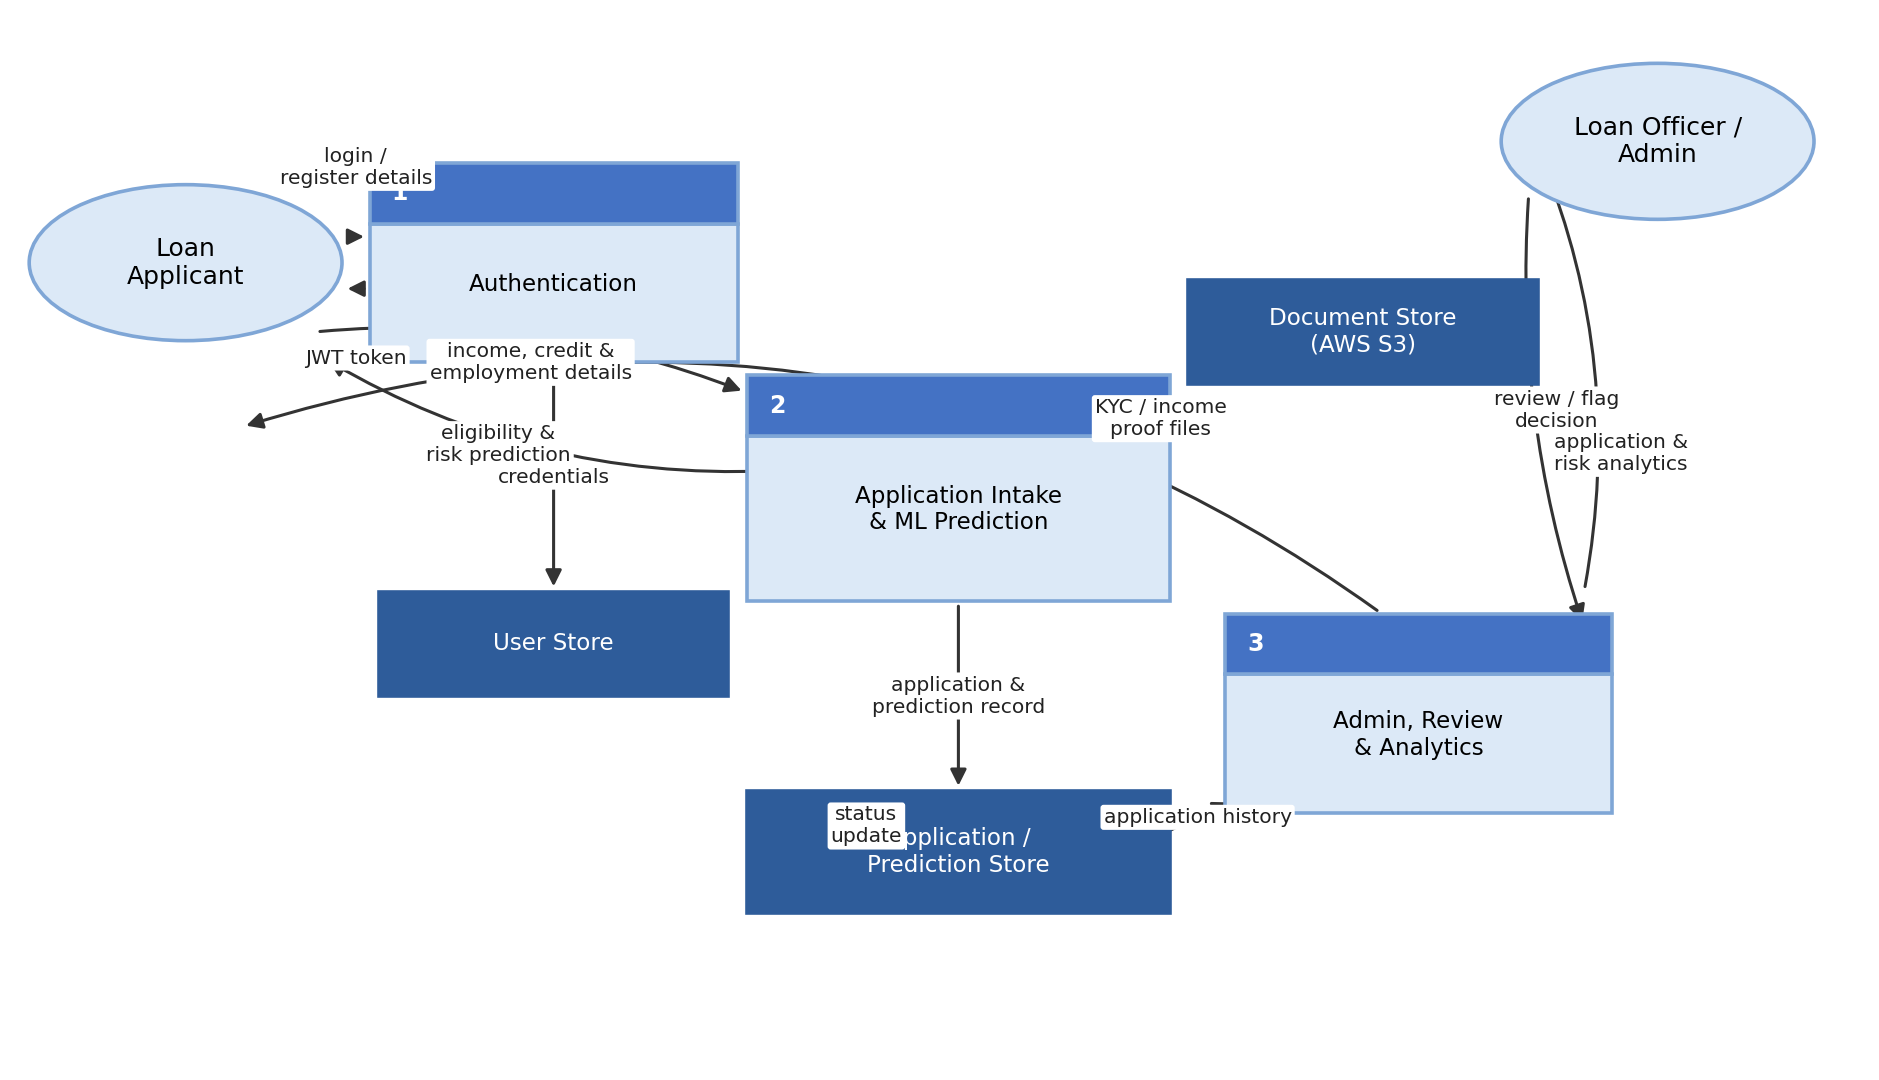 Loan Officer /
Admin
login /
register details
1
Loan
Applicant
Authentication
Document Store
(AWS S3)
JWT token
income, credit &
employment details
2
KYC / income
proof files
review / flag
decision
application &
risk analytics
eligibility &
risk prediction
credentials
Application Intake
& ML Prediction
User Store
3
application &
prediction record
Admin, Review
& Analytics
status
update
pplication /
Prediction Store
application history